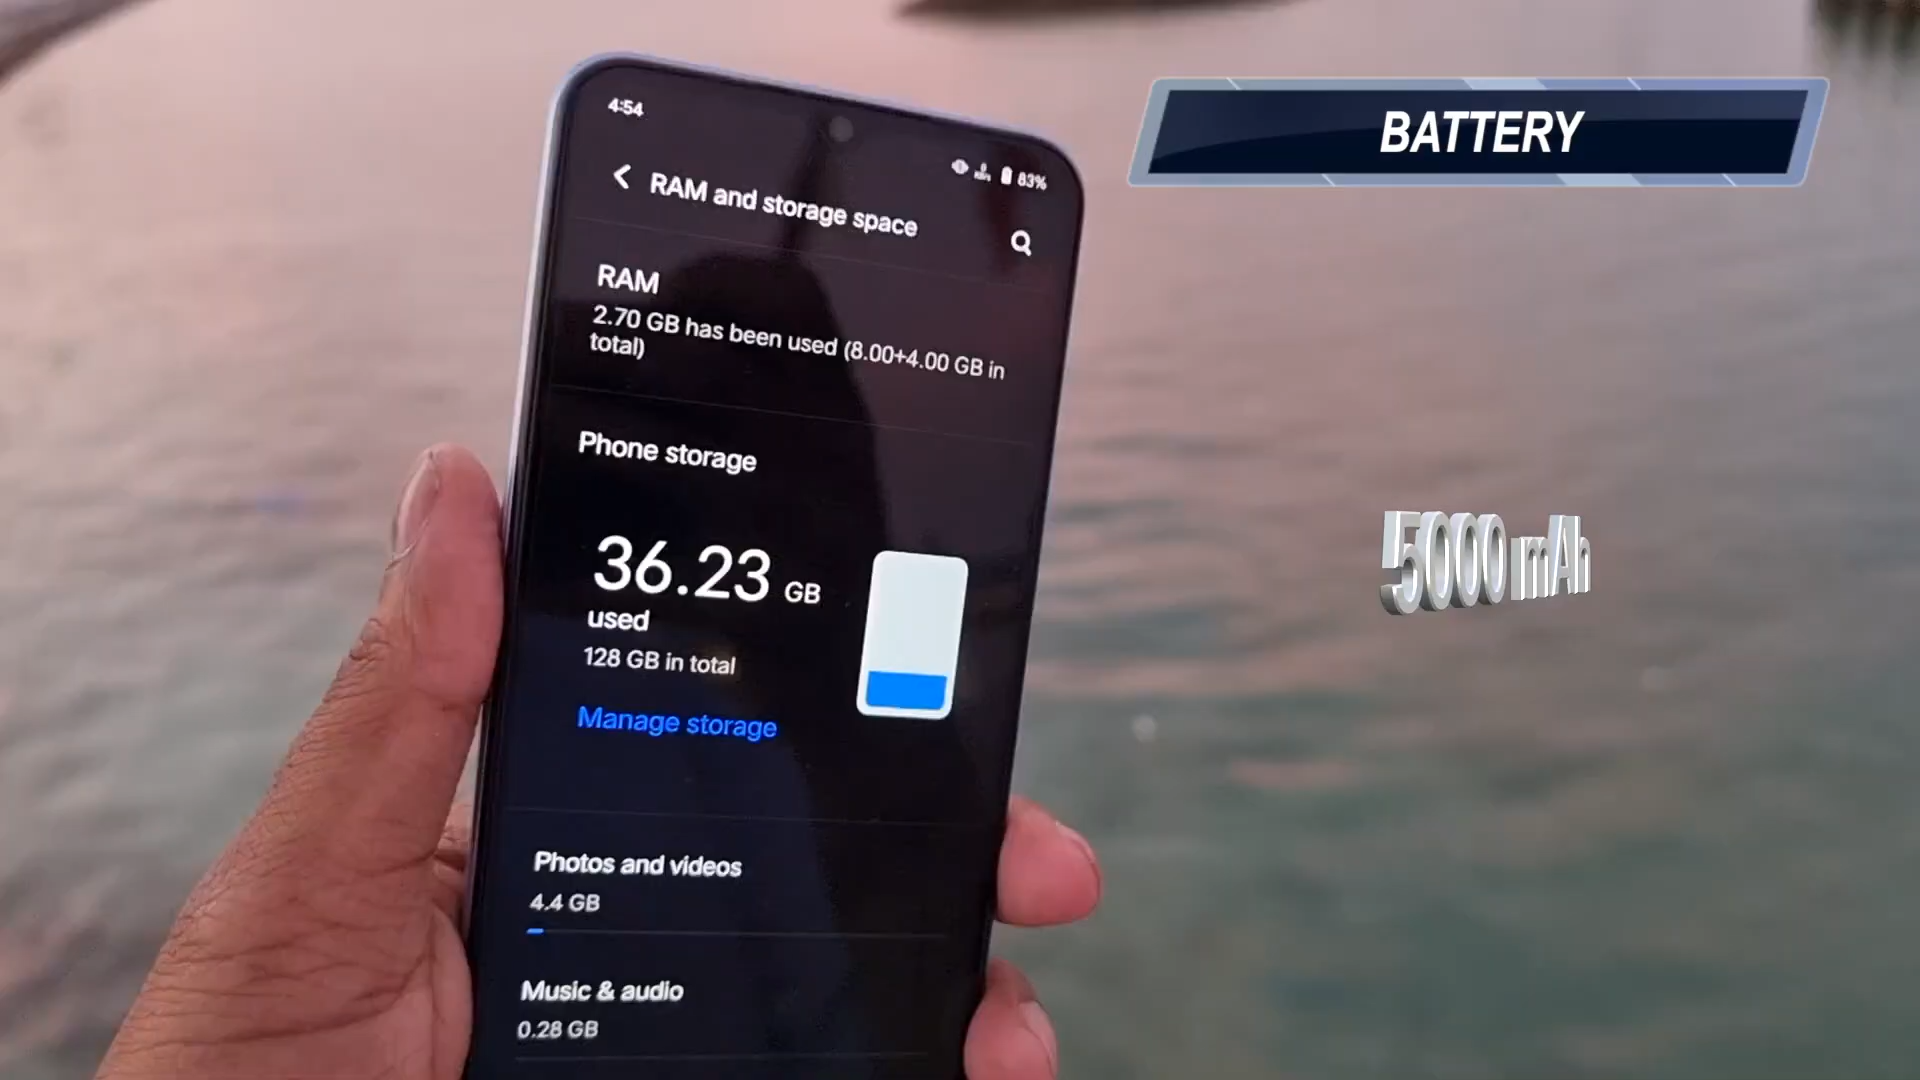 BATTERY
4:54
83%
RAM and storage space
RAM
2.70 GB has been used (8.00+4.00 GB in
total)
Phone storage
36.23 GB
used
128 GB in total
Manage storage
5000 mAh
Photos and videos
4.4 GB
Music & audio
0.28 GB